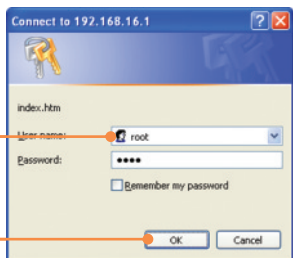 Connect to 192.168.16.1
index.htm
User name: root
Password: ••••
Remember my password
OK Cancel